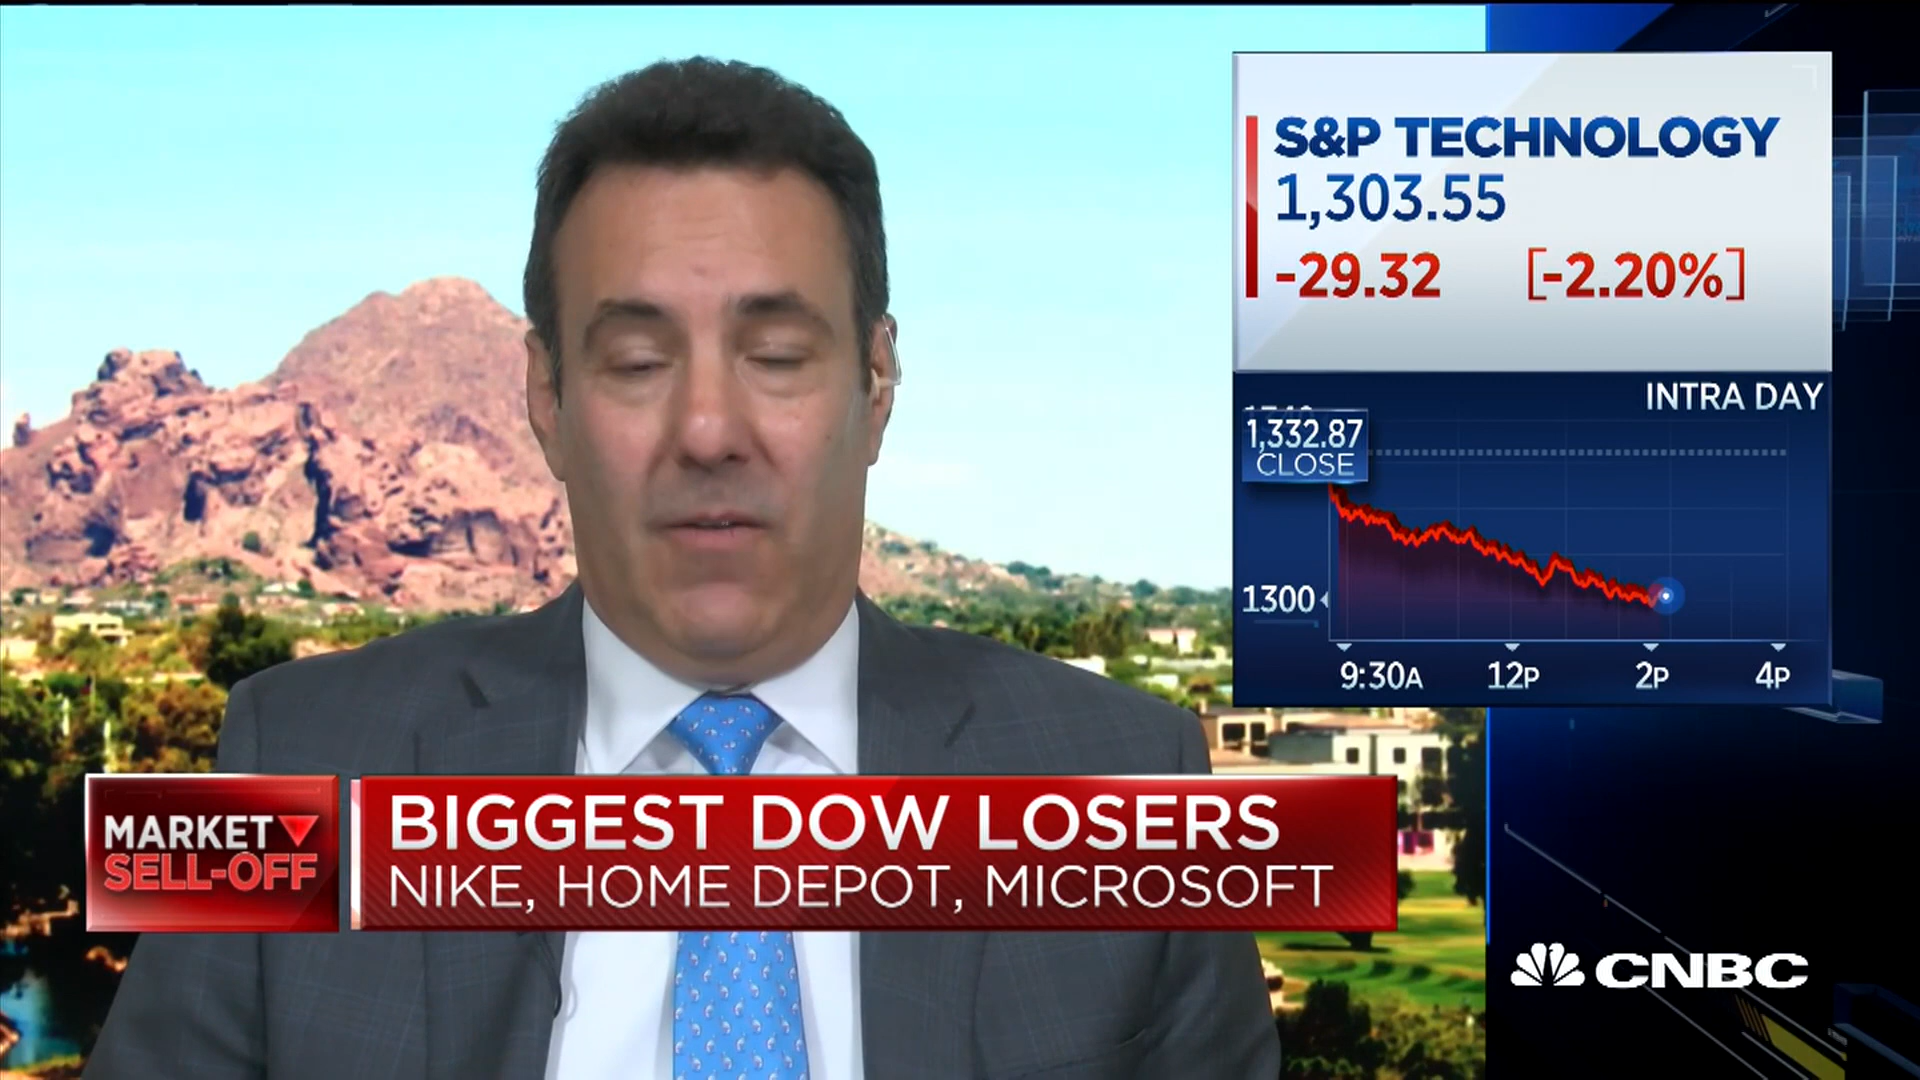 S&P TECHNOLOGY
1,303.55
-29.32 [-2.20%]
INTRA DAY
1,332.87
CLOSE
1300
9:30A 12P 2P 4P
MARKET
SELL-OFF
BIGGEST DOW LOSERS
NIKE, HOME DEPOT, MICROSOFT
CNBC